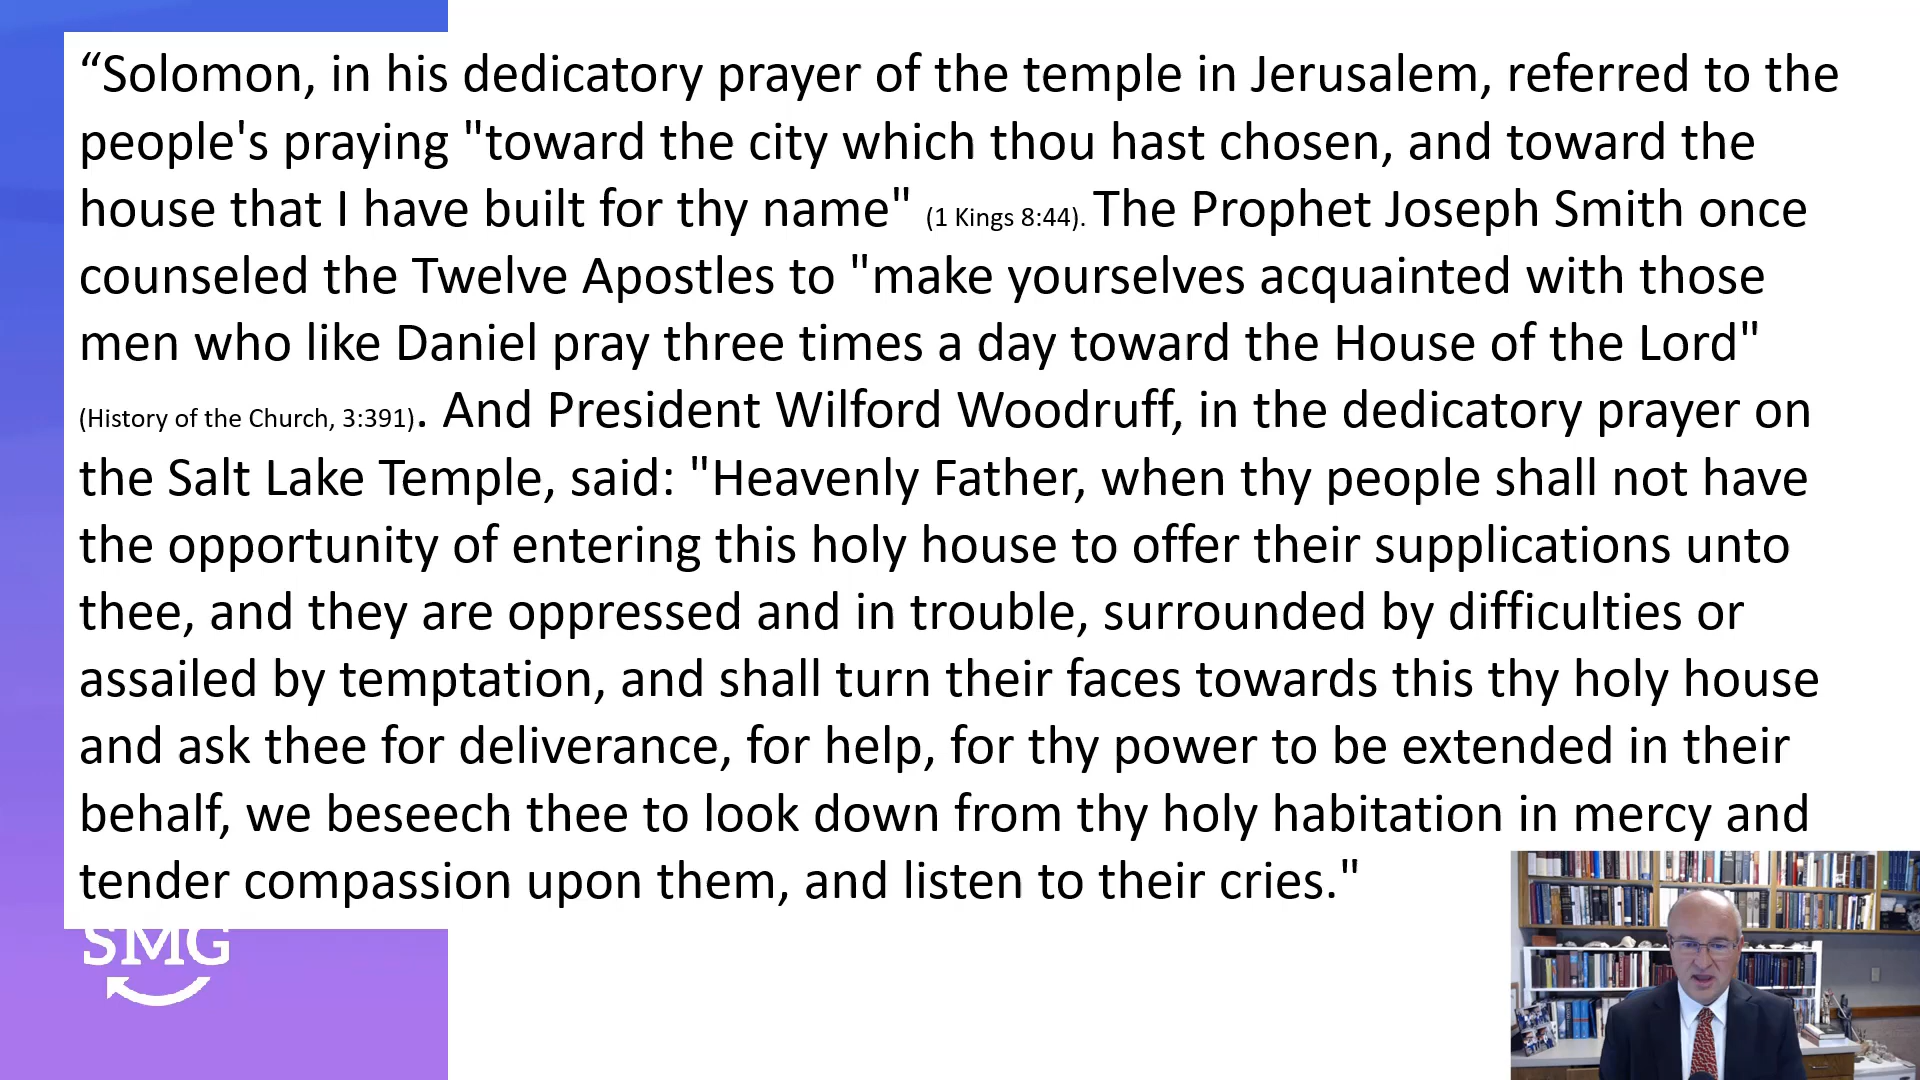 “Solomon, in his dedicatory prayer of the temple in Jerusalem, referred to the
people's praying "toward the city which thou hast chosen, and toward the
house that I have built for thy name" (1 Kings 8:44). The Prophet Joseph Smith once
counseled the Twelve Apostles to "make yourselves acquainted with those
men who like Daniel pray three times a day toward the House of the Lord"
(History of the Church, 3:391). And President Wilford Woodruff, in the dedicatory prayer on
the Salt Lake Temple, said: "Heavenly Father, when thy people shall not have
the opportunity of entering this holy house to offer their supplications unto
thee, and they are oppressed and in trouble, surrounded by difficulties or
assailed by temptation, and shall turn their faces towards this thy holy house
and ask thee for deliverance, for help, for thy power to be extended in their
behalf, we beseech thee to look down from thy holy habitation in mercy and
tender compassion upon them, and listen to their cries."
SMG